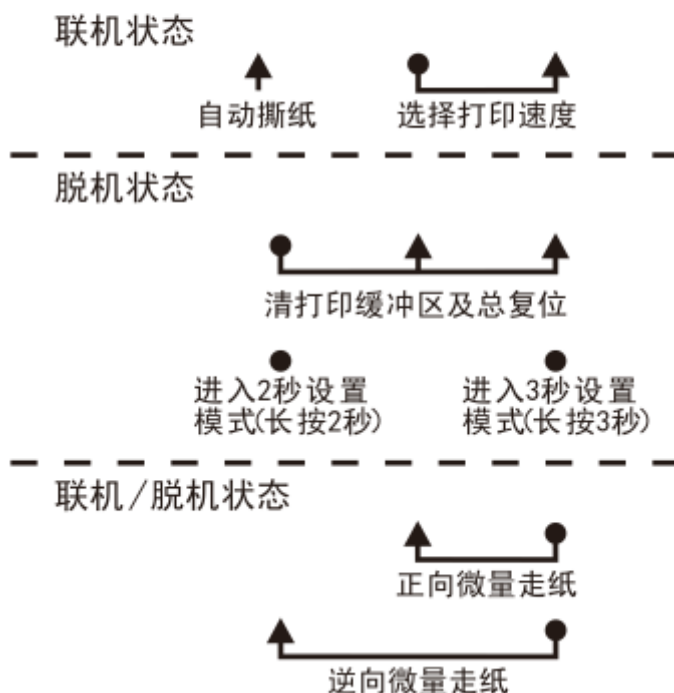 联机状态
自动撕纸
选择打印速度
脱机状态
清打印缓冲区及总复位
进入2秒设置
模式(长按2秒)
进入3秒设置
模式(长按3秒)
联机/脱机状态
正向微量走纸
逆向微量走纸